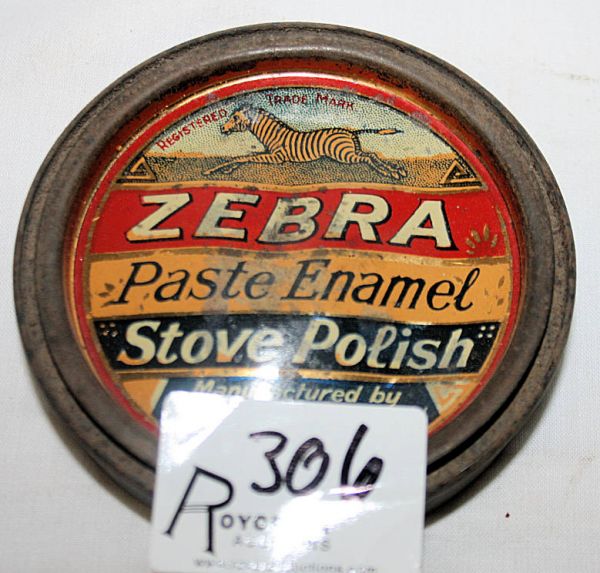 REGISTERED TRADE MARK
ZEBRA
Paste Enamel
Stove Polish
Manufactured by
306